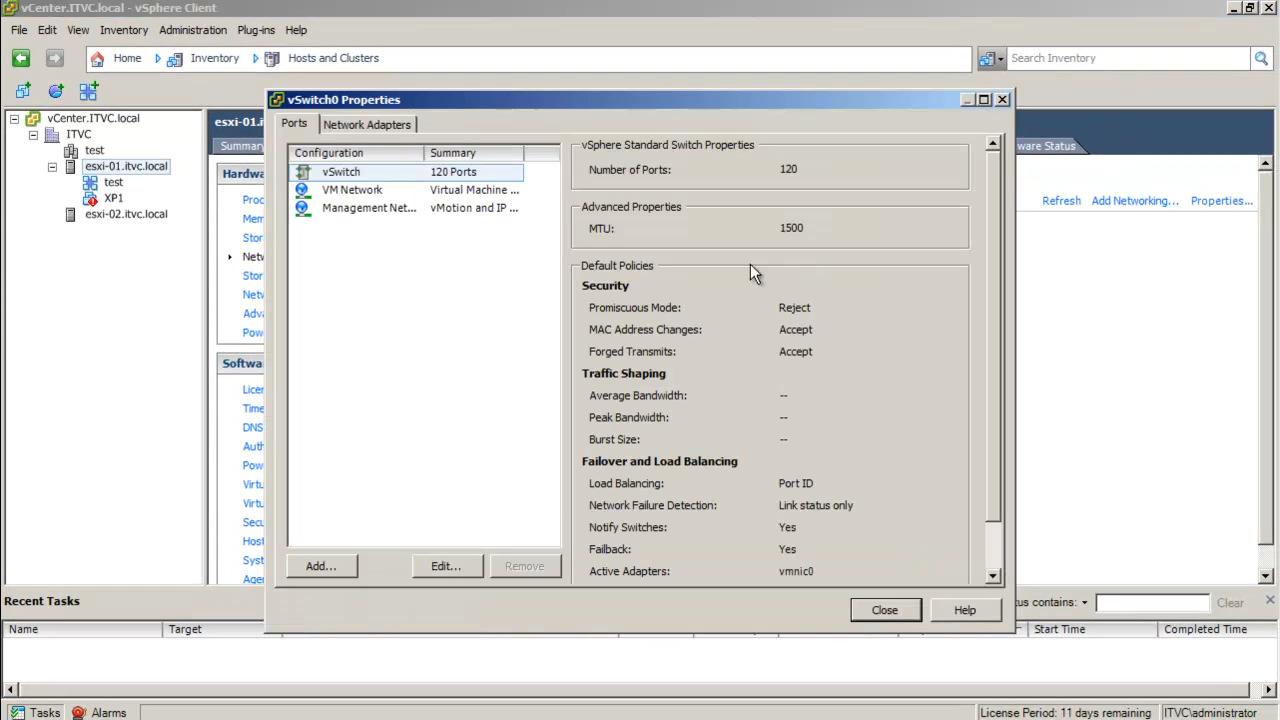 vCenter.ITVC.local - vSphere Client
File Edit View Inventory Administration Plug-ins Help
Home Inventory Hosts and Clusters Search Inventory
vCenter.ITVC.local
ITVC
test
esxi-01.itvc.local
test
XP1
esxi-02.itvc.local
esxi-01.i
Summary
ware Status
Hardwa
Proc
Mem
Stor
Netw
Stor
Netw
Adva
Pow
Softwa
Licen
Time
DNS
Auth
Pow
Virtu
Virtu
Secu
Host
Syst
Agen
Refresh Add Networking... Properties...
vSwitch0 Properties
Ports Network Adapters
Configuration Summary
vSwitch 120 Ports
VM Network Virtual Machine ...
Management Net... vMotion and IP ...
Add... Edit... Remove
vSphere Standard Switch Properties
Number of Ports: 120
Advanced Properties
MTU: 1500
Default Policies
Security
Promiscuous Mode: Reject
MAC Address Changes: Accept
Forged Transmits: Accept
Traffic Shaping
Average Bandwidth: --
Peak Bandwidth: --
Burst Size: --
Failover and Load Balancing
Load Balancing: Port ID
Network Failure Detection: Link status only
Notify Switches: Yes
Failback: Yes
Active Adapters: vmnic0
Close Help
Recent Tasks tus contains: Clear
Name Target Start Time Completed Time
Tasks Alarms License Period: 11 days remaining ITVC\administrator